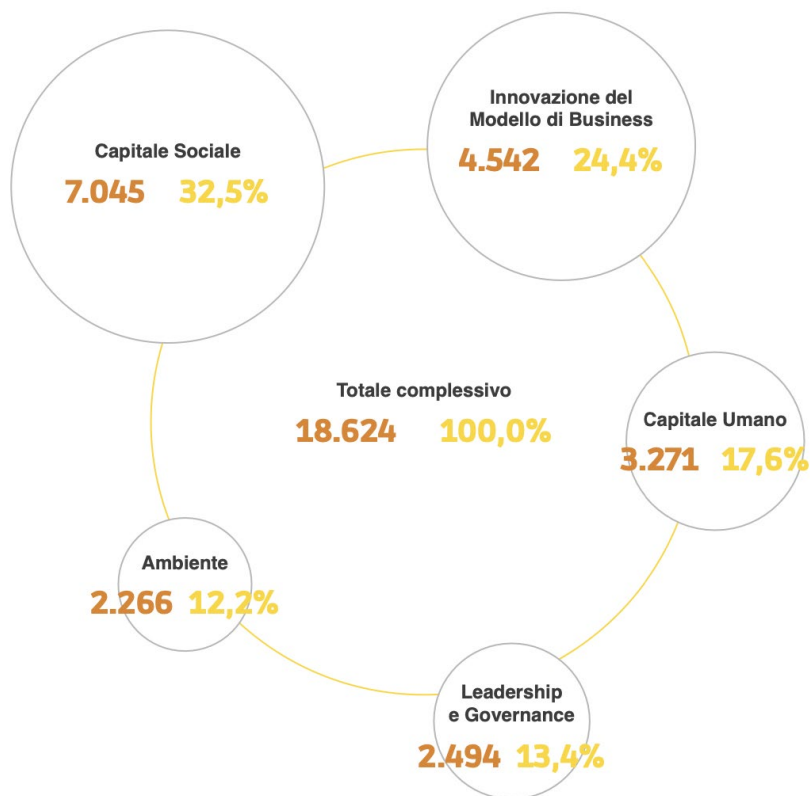 Innovazione del
Modello di Business
4.542 24,4%
Capitale Sociale
7.045 32,5%
Totale complessivo
18.624 100,0%
Capitale Umano
3.271 17,6%
Ambiente
2.266 12,2%
Leadership
e Governance
2.494 13,4%